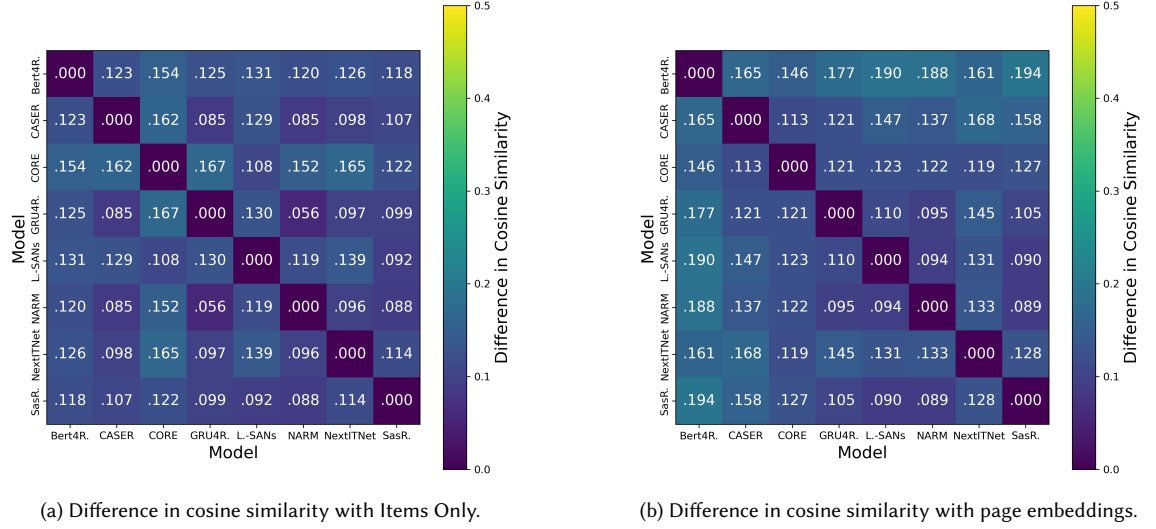 Bert4R. .000 .123 .154 .125 .131 .120 .126 .118
CASER .123 .000 .162 .085 .129 .085 .098 .107
CORE .154 .162 .000 .167 .108 .152 .165 .122
GRU4R. .125 .085 .167 .000 .130 .056 .097 .099
L.-SANs .131 .129 .108 .130 .000 .119 .139 .092
NARM .120 .085 .152 .056 .119 .000 .096 .088
NextITNet .126 .098 .165 .097 .139 .096 .000 .114
SasR. .118 .107 .122 .099 .092 .088 .114 .000
Bert4R. CASER CORE GRU4R. L.-SANs NARM NextITNet SasR.
Model
Model
0.5
0.4
0.3
0.2
0.1
0.0
Difference in Cosine Similarity
(a) Difference in cosine similarity with Items Only.
Bert4R. .000 .165 .146 .177 .190 .188 .161 .194
CASER .165 .000 .113 .121 .147 .137 .168 .158
CORE .146 .113 .000 .121 .123 .122 .119 .127
GRU4R. .177 .121 .121 .000 .110 .095 .145 .105
L.-SANs .190 .147 .123 .110 .000 .094 .131 .090
NARM .188 .137 .122 .095 .094 .000 .133 .089
NextITNet .161 .168 .119 .145 .131 .133 .000 .128
SasR. .194 .158 .127 .105 .090 .089 .128 .000
Bert4R. CASER CORE GRU4R. L.-SANs NARM NextITNet SasR.
Model
Model
0.5
0.4
0.3
0.2
0.1
0.0
Difference in Cosine Similarity
(b) Difference in cosine similarity with page embeddings.